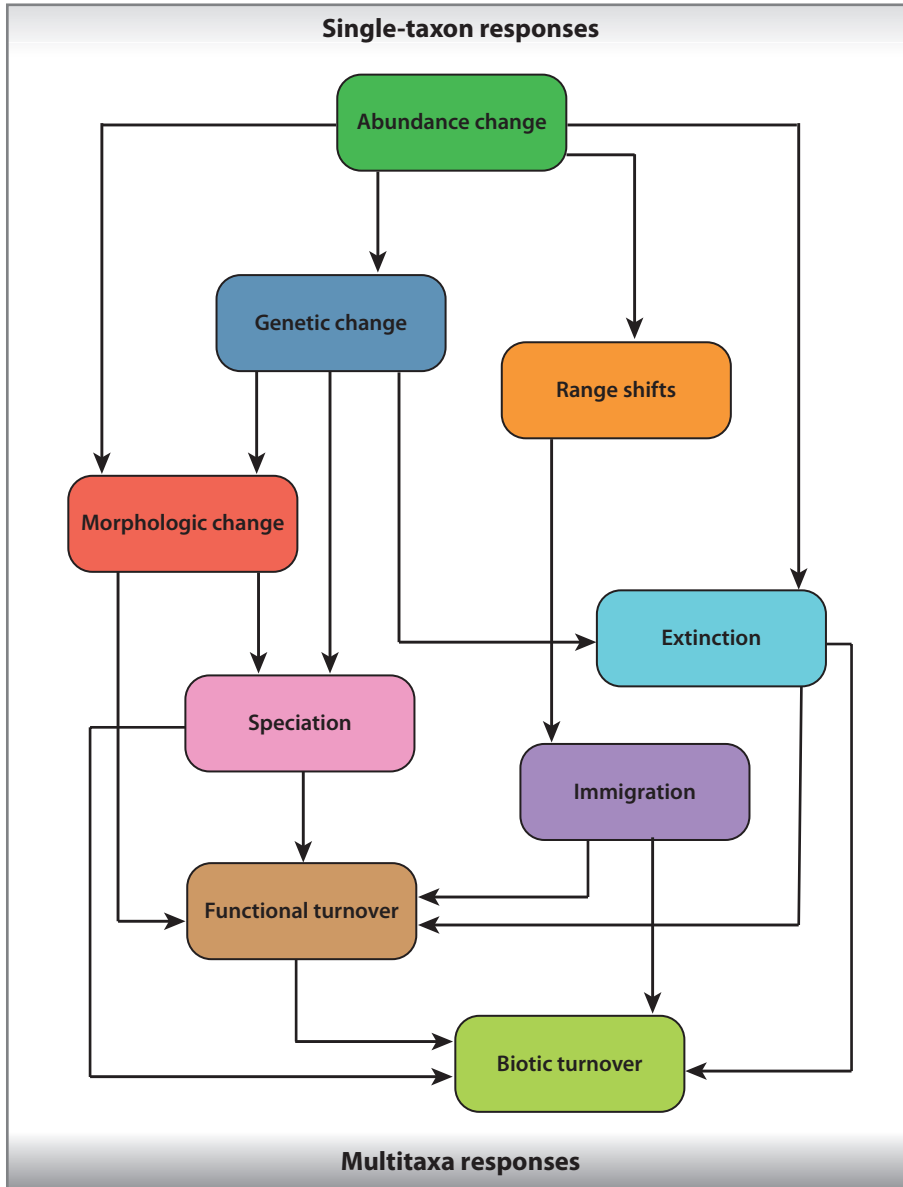 Single-taxon responses
Abundance change
Genetic change
Range shifts
Morphologic change
Extinction
Speciation
Immigration
Functional turnover
Biotic turnover
Multitaxa responses